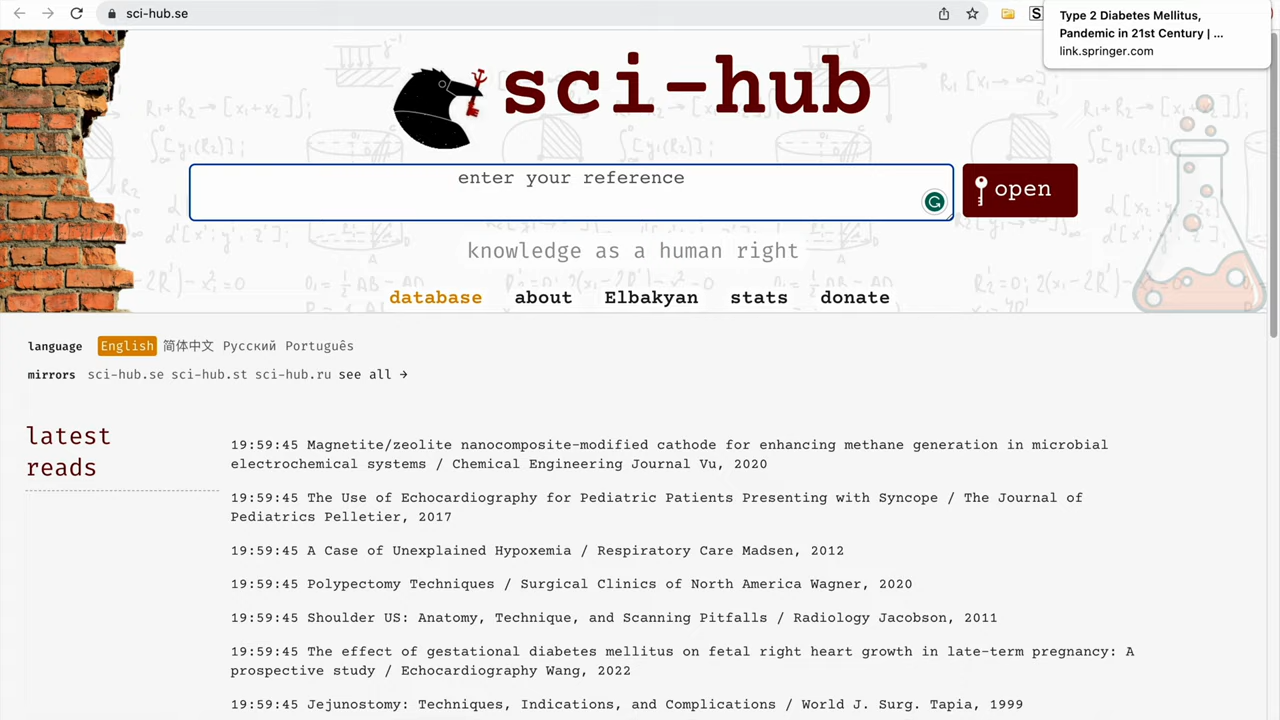 sci-hub.se
S
Type 2 Diabetes Mellitus,
Pandemic in 21st Century | ...
link.springer.com
sci-hub
enter your reference
open
knowledge as a human right
database about Elbakyan stats donate
language English 简体中文 Русский Português
mirrors sci-hub.se sci-hub.st sci-hub.ru see all →
latest
reads
19:59:45 Magnetite/zeolite nanocomposite-modified cathode for enhancing methane generation in microbial
electrochemical systems / Chemical Engineering Journal Vu, 2020
19:59:45 The Use of Echocardiography for Pediatric Patients Presenting with Syncope / The Journal of
Pediatrics Pelletier, 2017
19:59:45 A Case of Unexplained Hypoxemia / Respiratory Care Madsen, 2012
19:59:45 Polypectomy Techniques / Surgical Clinics of North America Wagner, 2020
19:59:45 Shoulder US: Anatomy, Technique, and Scanning Pitfalls / Radiology Jacobson, 2011
19:59:45 The effect of gestational diabetes mellitus on fetal right heart growth in late-term pregnancy: A
prospective study / Echocardiography Wang, 2022
19:59:45 Jejunostomy: Techniques, Indications, and Complications / World J. Surg. Tapia, 1999